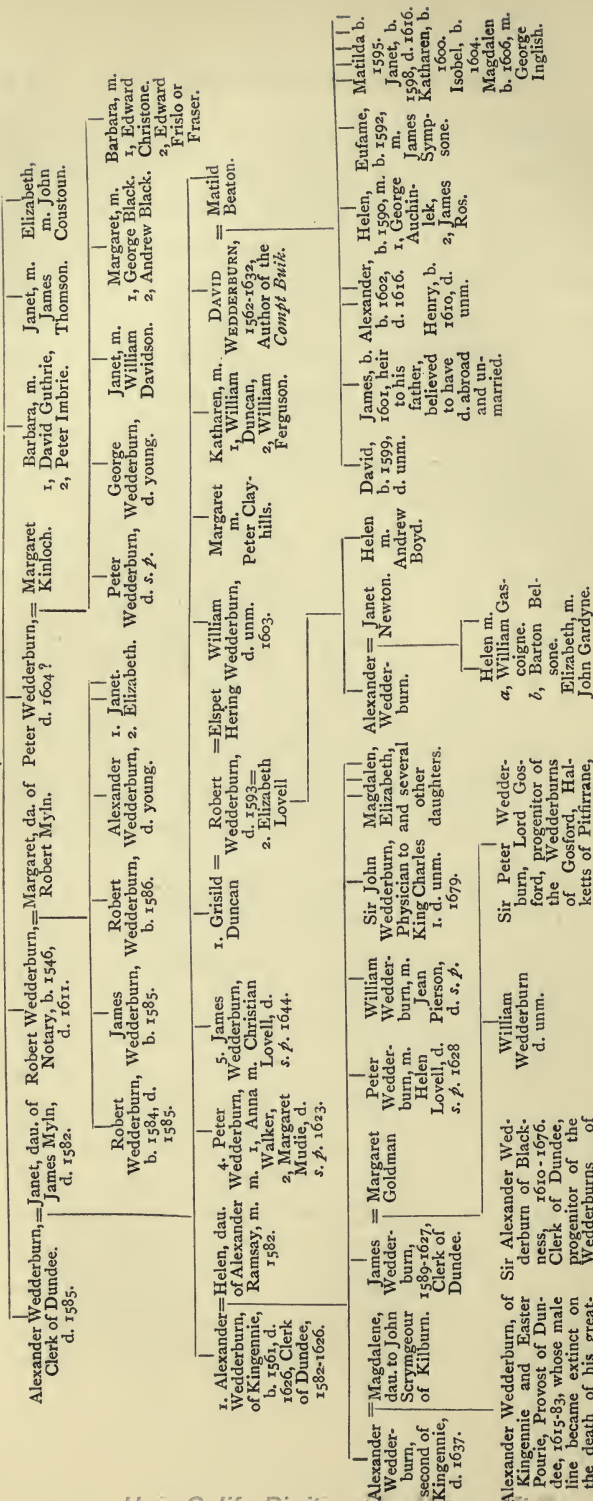 Alexander Wedderburn,=Janet, dau. of
Clerk of Dundee. James Myln,
d. 1585. d. 1582.
Robert Wedderburn,=Margaret, da. of
Notary, b. 1546, Robert Myln.
d. 1611.
Peter Wedderburn,= Margaret
d. 1604? Kinloch.
Barbara, m.
1, David Guthrie,
2, Peter Imbrie.
Janet, m.
James
Thomson.
Elizabeth,
m. John
Coustoun.
Robert
Wedderburn,
b. 1584, d.
1585.
James
Wedderburn,
b. 1585.
Robert
Wedderburn,
b. 1586.
Alexander
Wedderburn,
d. young.
1. Janet.
2. Elizabeth.
Peter
Wedderburn,
d. s. p.
George
Wedderburn,
d. young.
Janet, m.
William
Davidson.
Margaret, m.
1, George Black.
2, Andrew Black.
Barbara, m.
1, Edward
Christone.
2, Edward
Frislo or
Fraser.
1. Alexander=Helen, dau.
Wedderburn, of Alexander
of Kingennie, Ramsay, m.
b. 1561, d. 1582.
1626, Clerk
of Dundee,
1582-1626.
4. Peter
Wedderburn,
m. 1, Anna
Walker,
2, Margaret
Mudie, d.
s. p. 1623.
5. James
Wedderburn,
m. Christian
Lovell, d.
s. p. 1644.
1. Grisild =
Duncan
Robert
Wedderburn,
d. 1593=
2. Elizabeth
Lovell
=Elspet
Hering
William
Wedderburn,
d. unm.
1603.
Margaret
m.
Peter Clay-
hills.
Katharen, m.
1, William
Duncan,
2, William
Ferguson.
DAVID = Matild
WEDDERBURN, Beaton.
1562-1632,
Author of the
Compt Buik.
Alexander =Magdalene,
Wedder- dau. to John
burn, Scrymgeour
second of of Kilburn.
Kingennie,
d. 1637.
James = Margaret
Wedder- Goldman
burn,
1589-1627,
Clerk of
Dundee.
Peter
Wedder-
burn, m.
Helen
Lovell, d.
s. p. 1628
William
Wedder-
burn, m.
Jean
Pierson,
d. s. p.
Sir John
Wedderburn,
Physician to
King Charles
I. d. unm.
1679.
Magdalen,
Elizabeth,
and several
other
daughters.
Alexander= Janet
Wedder- Newton.
burn.
Helen
m.
Andrew
Boyd.
David,
b. 1599,
d. unm.
James, b.
1601, heir
to his
father,
believed
to have
d. abroad
and un-
married.
Alexander,
b. 1602,
d. 1616.
Henry, b.
1610, d.
unm.
Helen,
b. 1590, m.
1, George
Auchin-
lek,
2, James
Ros.
Eufame,
b. 1592,
m.
James
Symp-
sone.
Matilda b.
1595.
Janet, b.
1598, d. 1616.
Katharen, b.
1600.
Isobel, b.
1604.
Magdalen
b. 1606, m.
George
Inglish.
Alexander Wedderburn, of
Kingennie and Easter
Pourie, Provost of Dun-
dee, 1615-83, whose male
line became extinct on
the death of his great-
Sir Alexander Wed-
derburn of Black-
ness, 1610-1676.
Clerk of Dundee,
progenitor of the
Wedderburns of
William
Wedderburn
d. unm.
Sir Peter Wedder-
burn, Lord Gos-
ford, progenitor of
the Wedderburns
of Gosford, Hal-
ketts of Pitfirrane,
Helen m.
a, William Gas-
coigne.
b, Barton Bel-
sone.
Elizabeth, m.
John Gardyne.